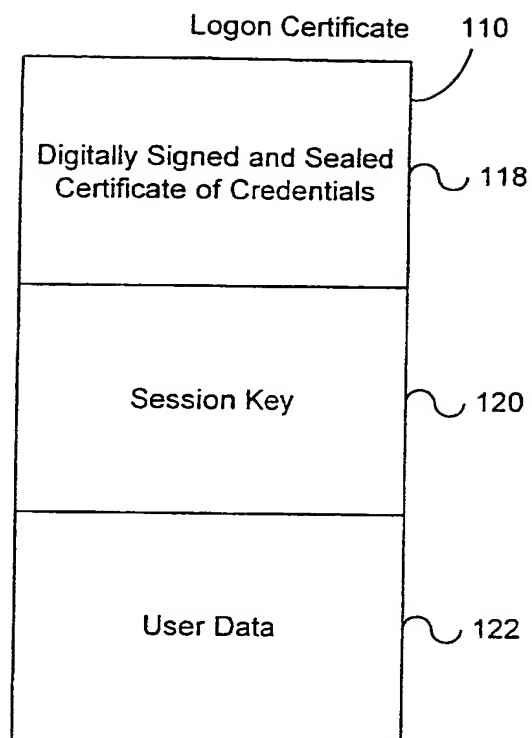 Logon Certificate 110
Digitally Signed and Sealed
Certificate of Credentials
118
Session Key
120
User Data
122